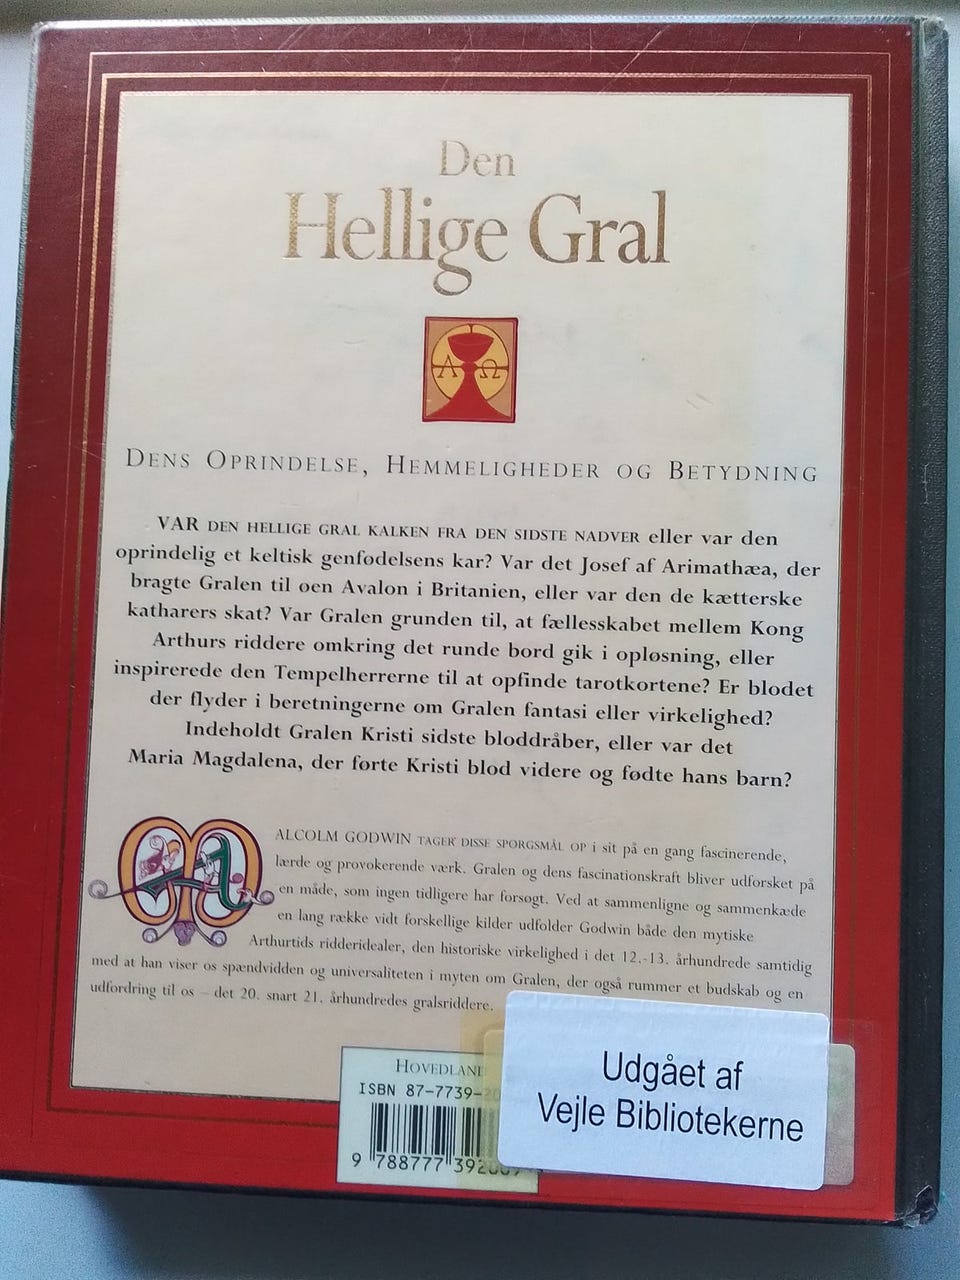 Den
Hellige Gral
Α Ω
DENS OPRINDELSE, HEMMELIGHEDER OG BETYDNING
VAR DEN HELLIGE GRAL KALKEN FRA DEN SIDSTE NADVER eller var den
oprindelig et keltisk genfødelsens kar? Var det Josef af Arimathæa, der
bragte Gralen til øen Avalon i Britanien, eller var den de kætterske
katharers skat? Var Gralen grunden til, at fællesskabet mellem Kong
Arthurs riddere omkring det runde bord gik i opløsning, eller
inspirerede den Tempelherrerne til at opfinde tarotkortene? Er blodet
der flyder i beretningerne om Gralen fantasi eller virkelighed?
Indeholdt Gralen Kristi sidste bloddråber, eller var det
Maria Magdalena, der førte Kristi blod videre og fødte hans barn?
MALCOLM GODWIN TAGER DISSE SPØRGSMÅL OP i sit på en gang fascinerende,
lærde og provokerende værk. Gralen og dens fascinationskraft bliver udforsket på
en måde, som ingen tidligere har forsøgt. Ved at sammenligne og sammenkæde
en lang række vidt forskellige kilder udfolder Godwin både den mytiske
Arthurtids ridderidealer, den historiske virkelighed i det 12.-13. århundrede samtidig
med at han viser os spændvidden og universaliteten i myten om Gralen, der også rummer et budskab og en
udfordring til os – det 20. snart 21. århundredes gralsriddere.
HOVEDLAND
ISBN 87-7739-20
9 788777 392009
Udgået af
Vejle Bibliotekerne